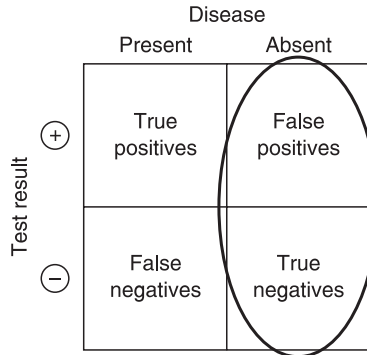 Disease
Present Absent
Test result
+
True
positives
False
positives
−
False
negatives
True
negatives